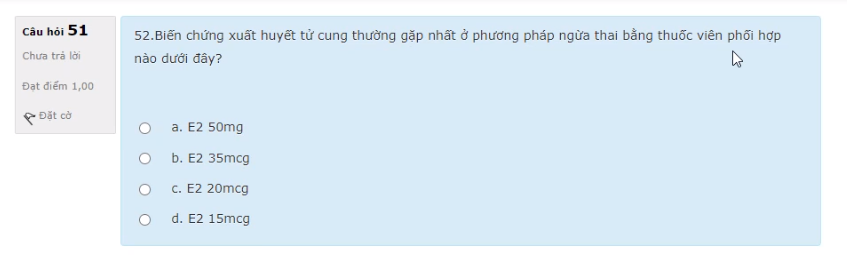 Câu hỏi 51
Chưa trả lời
Đạt điểm 1,00
Đặt cờ
52.Biến chứng xuất huyết tử cung thường gặp nhất ở phương pháp ngừa thai bằng thuốc viên phối hợp
nào dưới đây?
a. E2 50mg
b. E2 35mcg
c. E2 20mcg
d. E2 15mcg